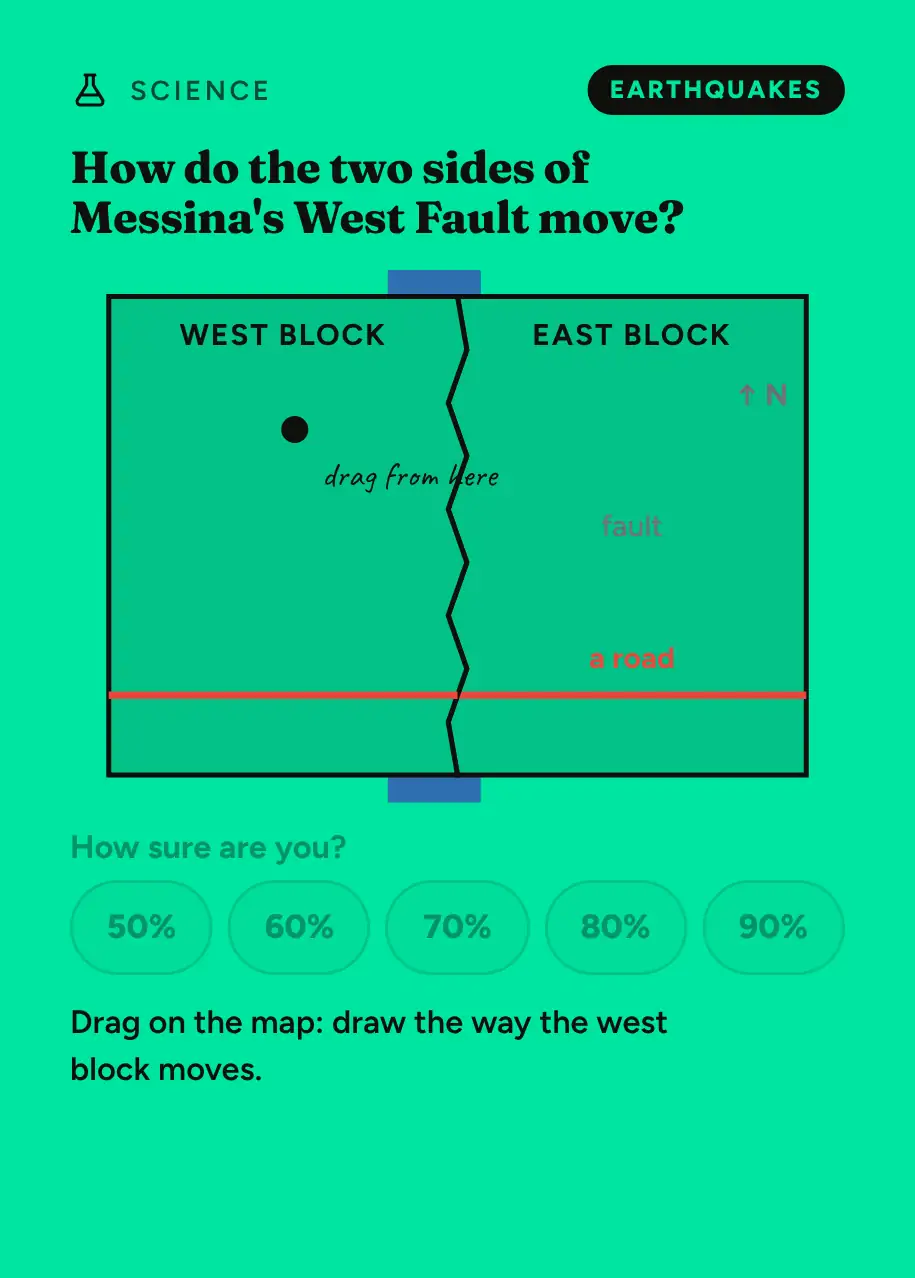 SCIENCE
EARTHQUAKES
How do the two sides of
Messina's West Fault move?
WEST BLOCK
EAST BLOCK
↑ N
drag from here
fault
a road
How sure are you?
50%
60%
70%
80%
90%
Drag on the map: draw the way the west
block moves.